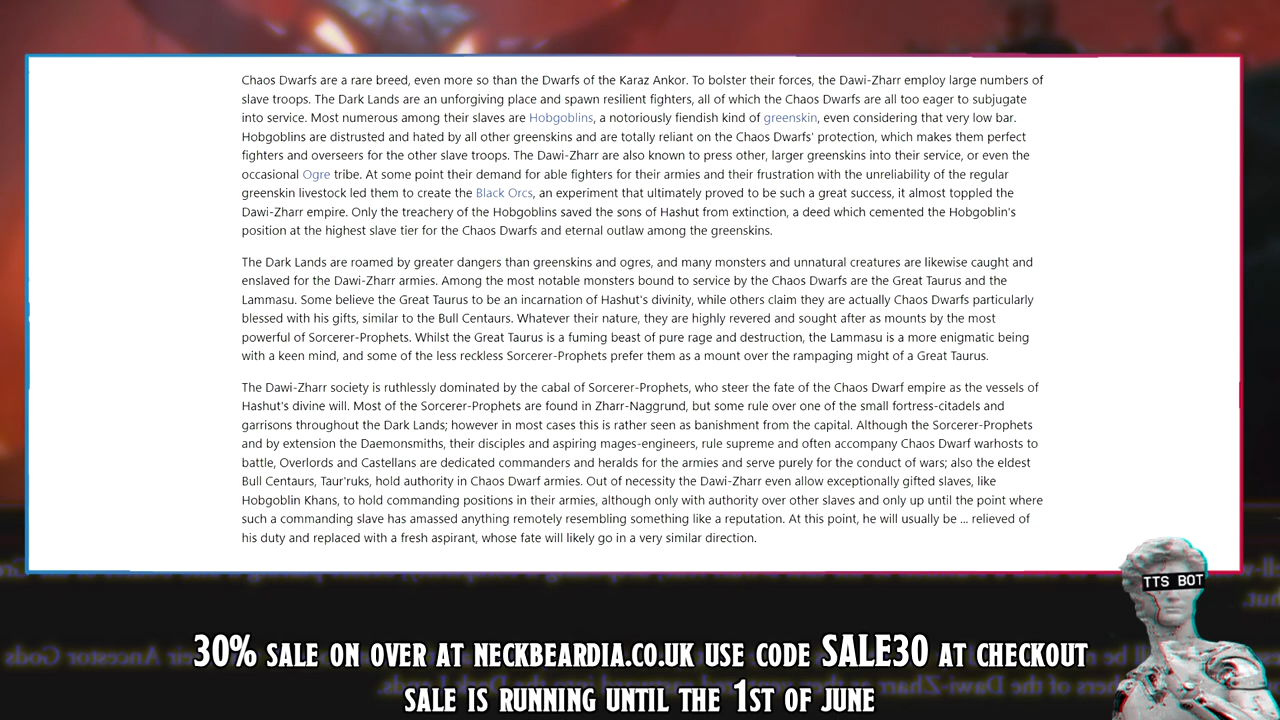 Chaos Dwarfs are a rare breed, even more so than the Dwarfs of the Karaz Ankor. To bolster their forces, the Dawi-Zharr employ large numbers of
slave troops. The Dark Lands are an unforgiving place and spawn resilient fighters, all of which the Chaos Dwarfs are all too eager to subjugate
into service. Most numerous among their slaves are Hobgoblins, a notoriously fiendish kind of greenskin, even considering that very low bar.
Hobgoblins are distrusted and hated by all other greenskins and are totally reliant on the Chaos Dwarfs' protection, which makes them perfect
fighters and overseers for the other slave troops. The Dawi-Zharr are also known to press other, larger greenskins into their service, or even the
occasional Ogre tribe. At some point their demand for able fighters for their armies and their frustration with the unreliability of the regular
greenskin livestock led them to create the Black Orcs, an experiment that ultimately proved to be such a great success, it almost toppled the
Dawi-Zharr empire. Only the treachery of the Hobgoblins saved the sons of Hashut from extinction, a deed which cemented the Hobgoblin's
position at the highest slave tier for the Chaos Dwarfs and eternal outlaw among the greenskins.
The Dark Lands are roamed by greater dangers than greenskins and ogres, and many monsters and unnatural creatures are likewise caught and
enslaved for the Dawi-Zharr armies. Among the most notable monsters bound to service by the Chaos Dwarfs are the Great Taurus and the
Lammasu. Some believe the Great Taurus to be an incarnation of Hashut's divinity, while others claim they are actually Chaos Dwarfs particularly
blessed with his gifts, similar to the Bull Centaurs. Whatever their nature, they are highly revered and sought after as mounts by the most
powerful of Sorcerer-Prophets. Whilst the Great Taurus is a fuming beast of pure rage and destruction, the Lammasu is a more enigmatic being
with a keen mind, and some of the less reckless Sorcerer-Prophets prefer them as a mount over the rampaging might of a Great Taurus.
The Dawi-Zharr society is ruthlessly dominated by the cabal of Sorcerer-Prophets, who steer the fate of the Chaos Dwarf empire as the vessels of
Hashut's divine will. Most of the Sorcerer-Prophets are found in Zharr-Naggrund, but some rule over one of the small fortress-citadels and
garrisons throughout the Dark Lands; however in most cases this is rather seen as banishment from the capital. Although the Sorcerer-Prophets
and by extension the Daemonsmiths, their disciples and aspiring mages-engineers, rule supreme and often accompany Chaos Dwarf warhosts to
battle, Overlords and Castellans are dedicated commanders and heralds for the armies and serve purely for the conduct of wars; also the eldest
Bull Centaurs, Taur'ruks, hold authority in Chaos Dwarf armies. Out of necessity the Dawi-Zharr even allow exceptionally gifted slaves, like
Hobgoblin Khans, to hold commanding positions in their armies, although only with authority over other slaves and only up until the point where
such a commanding slave has amassed anything remotely resembling something like a reputation. At this point, he will usually be ... relieved of
his duty and replaced with a fresh aspirant, whose fate will likely go in a very similar direction.
TTS BOT
30% SALE ON OVER AT NECKBEARDIA.CO.UK USE CODE SALE30 AT CHECKOUT
SALE IS RUNNING UNTIL THE 1ST OF JUNE